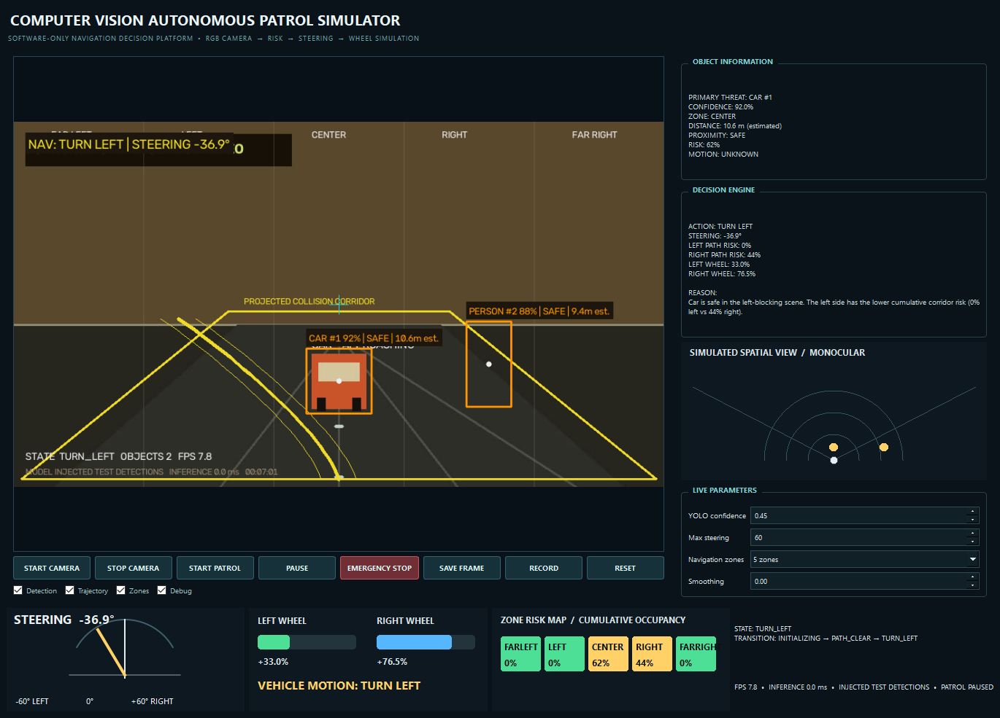 COMPUTER VISION AUTONOMOUS PATROL SIMULATOR
SOFTWARE-ONLY NAVIGATION DECISION PLATFORM • RGB CAMERA → RISK → STEERING → WHEEL SIMULATION
CENTER RIGHT FAR RIGHT
NAV: TURN LEFT | STEERING -36.9°
PROJECTED COLLISION CORRIDOR
PERSON #2 88% | SAFE | 9.4m est.
CAR #1 92% | SAFE | 10.6m est.
STATE TURN_LEFT OBJECTS 2 FPS 7.8
MODEL INJECTED TEST DETECTIONS INFERENCE 0.0 ms 00:07:01
START CAMERA
STOP CAMERA
START PATROL
PAUSE
EMERGENCY STOP
SAVE FRAME
RECORD
RESET
Detection
Trajectory
Zones
Debug
OBJECT INFORMATION
PRIMARY THREAT: CAR #1
CONFIDENCE: 92.0%
ZONE: CENTER
DISTANCE: 10.6 m (estimated)
PROXIMITY: SAFE
RISK: 62%
MOTION: UNKNOWN
DECISION ENGINE
ACTION: TURN LEFT
STEERING: -36.9°
LEFT PATH RISK: 0%
RIGHT PATH RISK: 44%
LEFT WHEEL: 33.0%
RIGHT WHEEL: 76.5%
REASON:
Car is safe in the left-blocking scene. The left side has the lower cumulative corridor risk (0%
left vs 44% right).
SIMULATED SPATIAL VIEW / MONOCULAR
LIVE PARAMETERS
YOLO confidence 0.45
Max steering 60
Navigation zones 5 zones
Smoothing 0.00
STEERING -36.9°
-60° LEFT 0° +60° RIGHT
LEFT WHEEL
+33.0%
RIGHT WHEEL
+76.5%
VEHICLE MOTION: TURN LEFT
ZONE RISK MAP / CUMULATIVE OCCUPANCY
FARLEFT
0%
LEFT
0%
CENTER
62%
RIGHT
44%
FARRIGH
0%
STATE: TURN_LEFT
TRANSITION: INITIALIZING → PATH_CLEAR → TURN_LEFT
FPS 7.8 • INFERENCE 0.0 ms • INJECTED TEST DETECTIONS • PATROL PAUSED